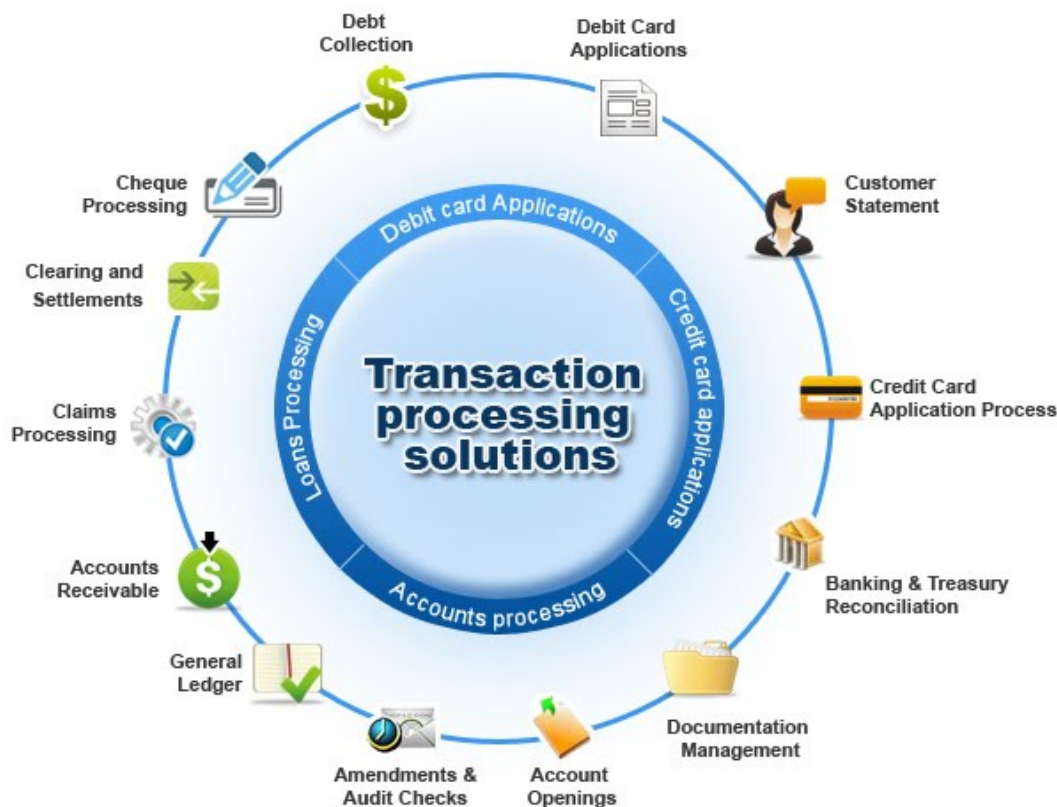 Debt
Collection
Debit Card
Applications
Customer
Statement
Credit Card
Application Process
Banking & Treasury
Reconciliation
Documentation
Management
Account
Openings
Amendments &
Audit Checks
General
Ledger
Accounts
Receivable
Claims
Processing
Clearing and
Settlements
Cheque
Processing
Debit card Applications
Credit card applications
Accounts processing
Loans Processing
Transaction
processing
solutions